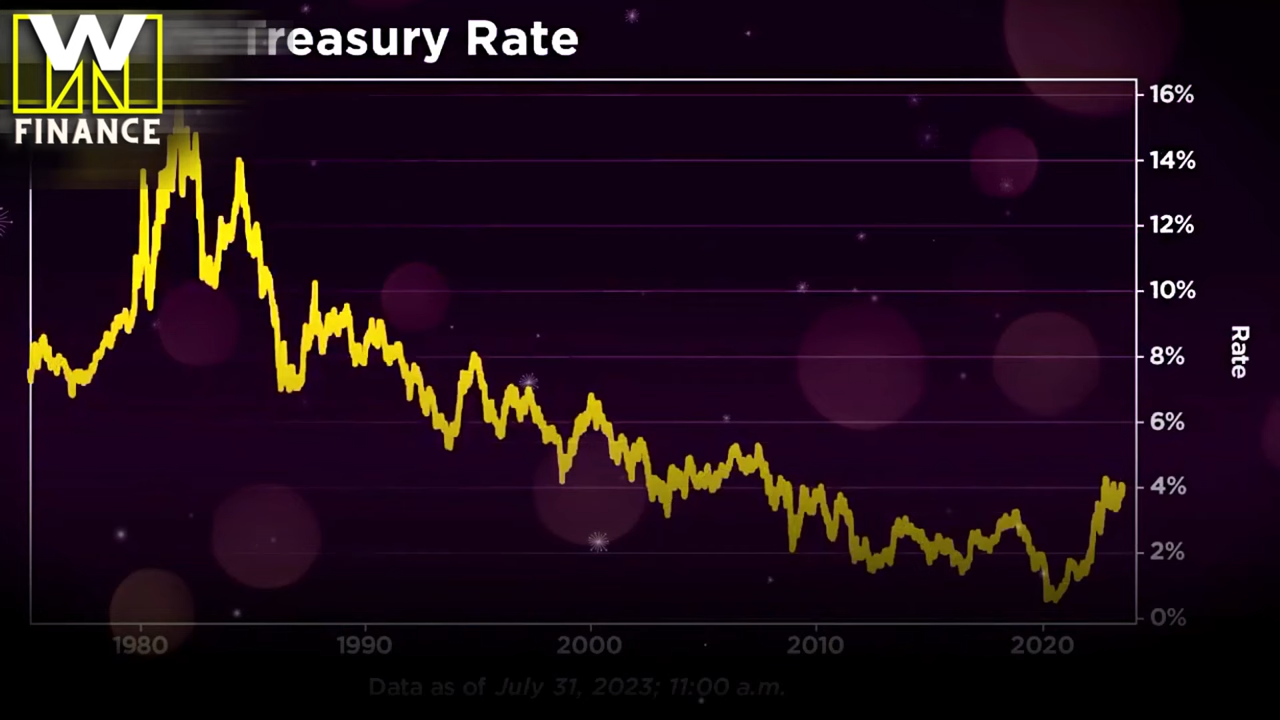 W
FINANCE
Treasury Rate
16%
14%
12%
10%
8%
6%
4%
2%
0%
Rate
1980 1990 2000 2010 2020
Data as of July 31, 2023; 11:00 a.m.